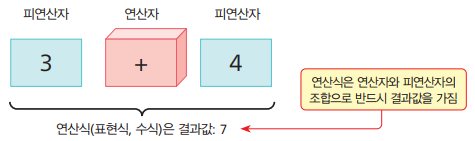 피연산자 연산자 피연산자
3 + 4
연산식은 연산자와 피연산자의
조합으로 반드시 결과값을 가짐
연산식(표현식, 수식)은 결과값: 7